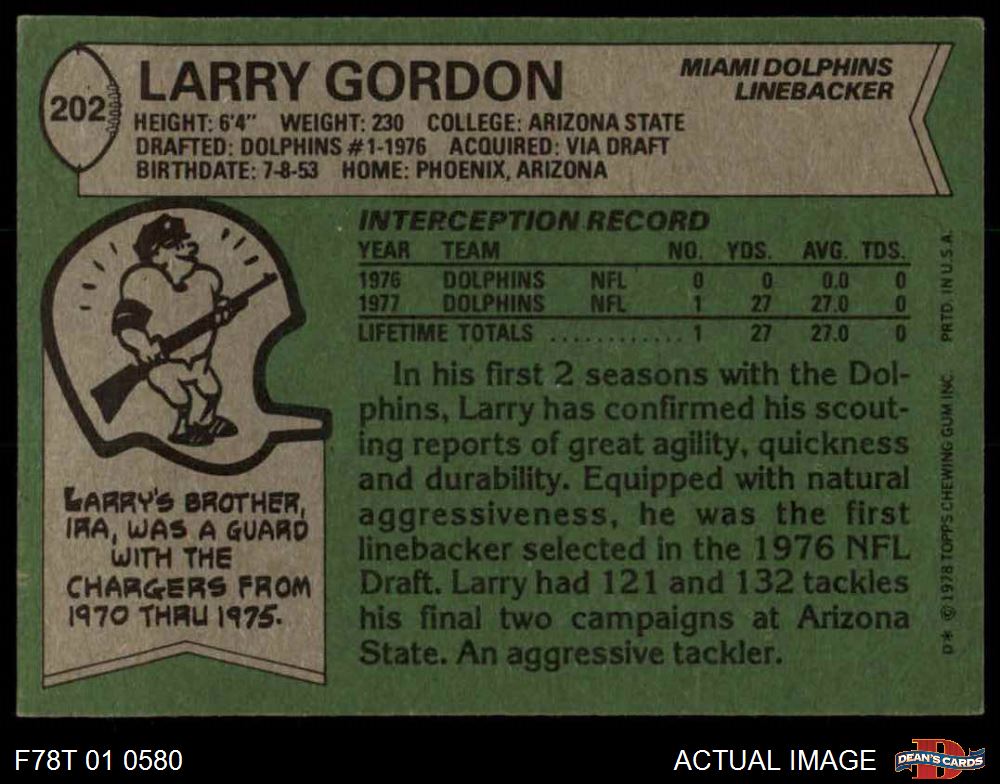 202
LARRY GORDON
MIAMI DOLPHINS
LINEBACKER
HEIGHT: 6'4" WEIGHT: 230 COLLEGE: ARIZONA STATE
DRAFTED: DOLPHINS #1-1976 ACQUIRED: VIA DRAFT
BIRTHDATE: 7-8-53 HOME: PHOENIX, ARIZONA
INTERCEPTION RECORD
YEAR TEAM NO. YDS. AVG. TDS.
1976 DOLPHINS NFL 0 0 0.0 0
1977 DOLPHINS NFL 1 27 27.0 0
LIFETIME TOTALS ............. 1 27 27.0 0
In his first 2 seasons with the Dol-
phins, Larry has confirmed his scout-
ing reports of great agility, quickness
and durability. Equipped with natural
aggressiveness, he was the first
linebacker selected in the 1976 NFL
Draft. Larry had 121 and 132 tackles
his final two campaigns at Arizona
State. An aggressive tackler.
LARRY'S BROTHER,
IRA, WAS A GUARD
WITH THE
CHARGERS FROM
1970 THRU 1975.
D* © 1978 TOPPS CHEWING GUM INC. PRTD. IN U.S.A.
F78T 01 0580
ACTUAL IMAGE
D
DEAN'S CARDS